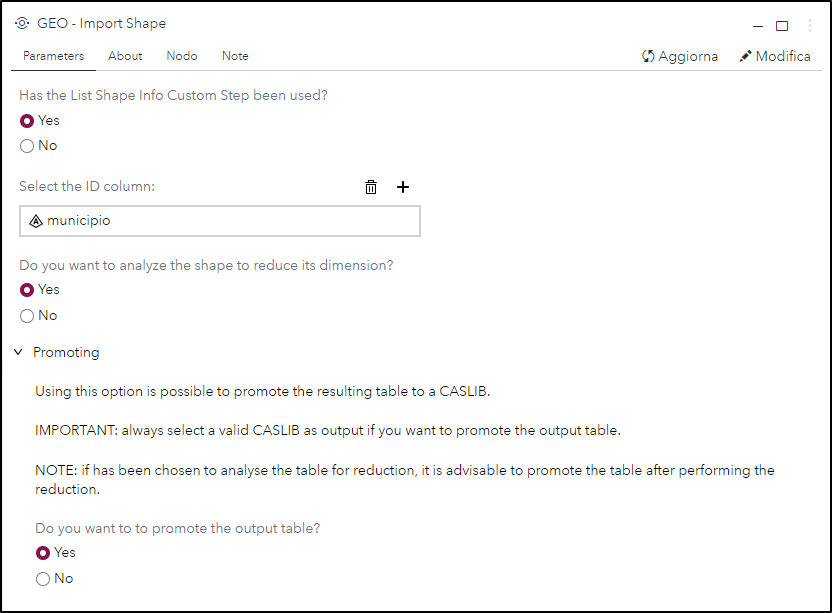 GEO - Import Shape
Parameters About Nodo Note Aggiorna Modifica
Has the List Shape Info Custom Step been used?
Yes
No
Select the ID column:
municipio
Do you want to analyze the shape to reduce its dimension?
Yes
No
Promoting
Using this option is possible to promote the resulting table to a CASLIB.
IMPORTANT: always select a valid CASLIB as output if you want to promote the output table.
NOTE: if has been chosen to analyse the table for reduction, it is advisable to promote the table after performing the
reduction.
Do you want to to promote the output table?
Yes
No